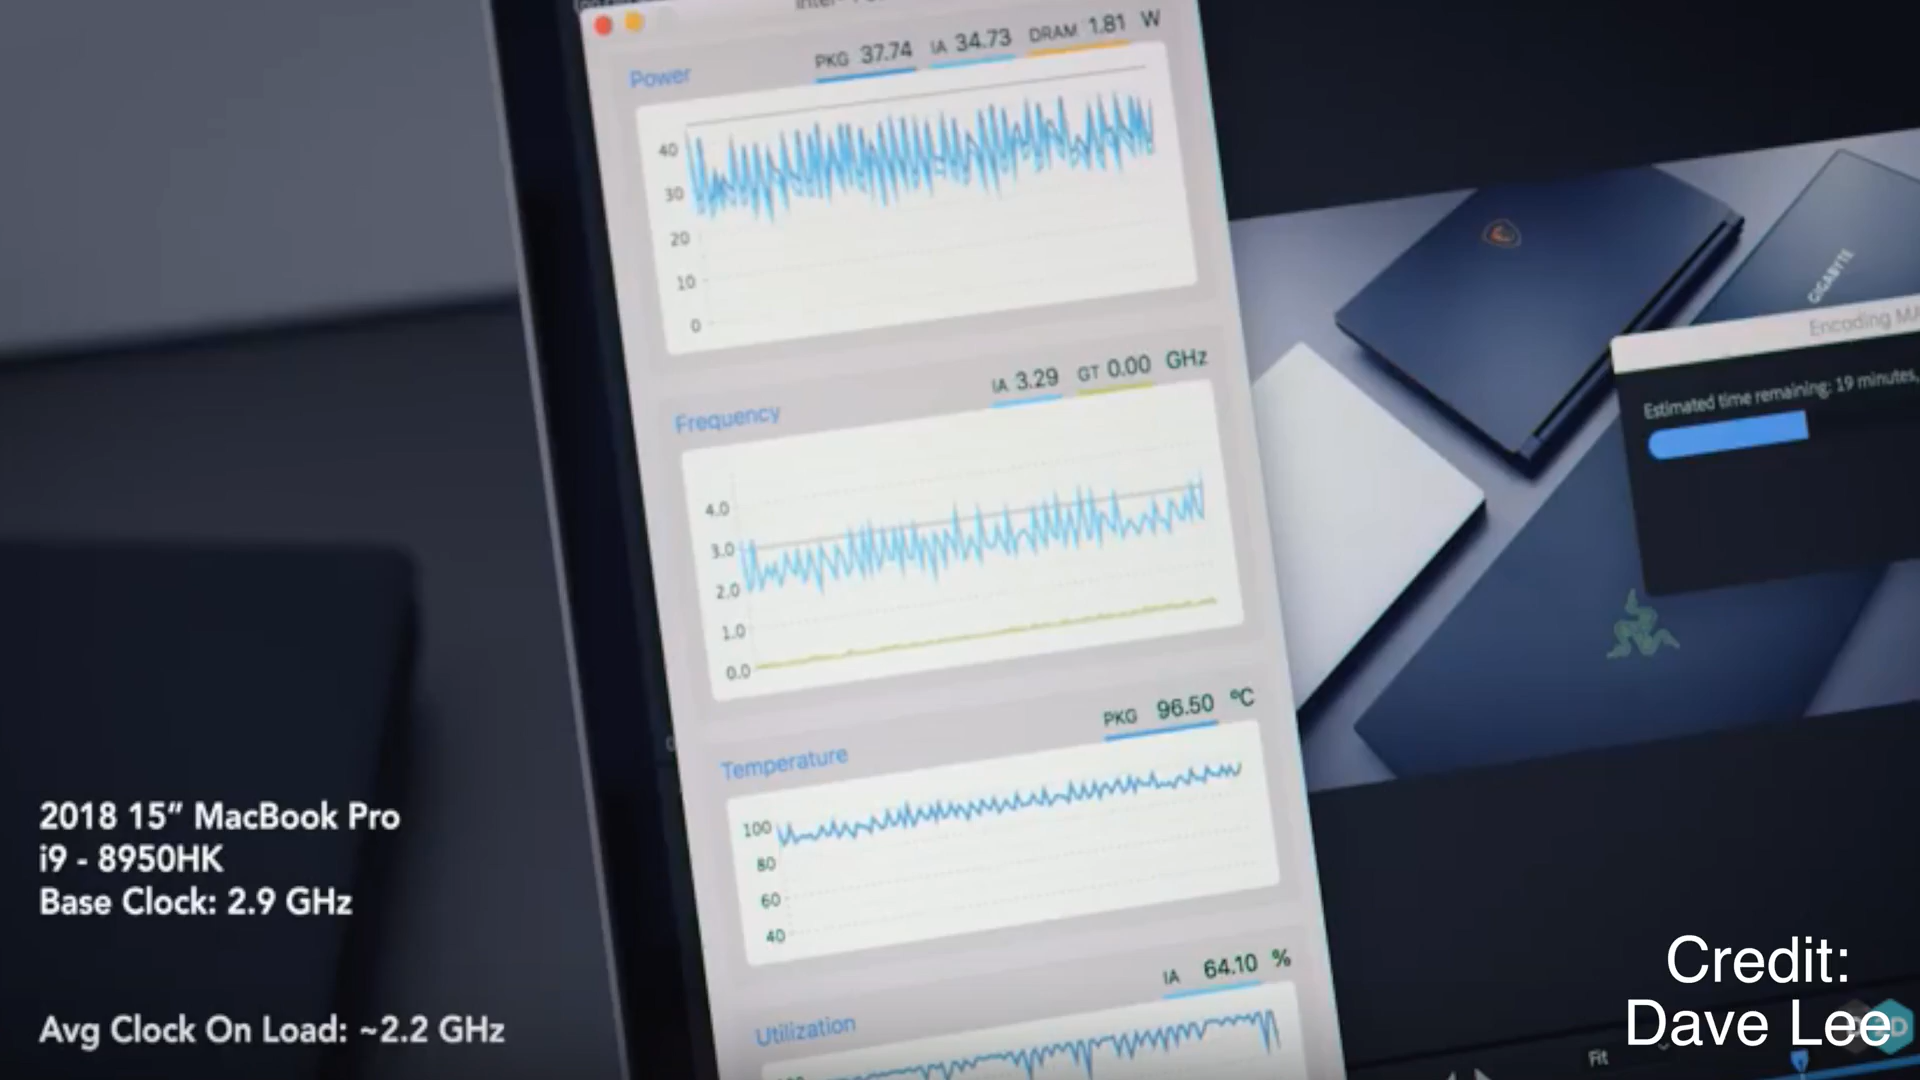 Power
PKG 37.74 IA 34.73 DRAM 1.81 W
40
30
20
10
0
Frequency
IA 3.29 GT 0.00 GHz
4.0
3.0
2.0
1.0
0.0
Temperature
PKG 96.50 ºC
100
80
60
40
Utilization
IA 64.10 %
GIGABYTE
Encoding
Estimated time remaining: 19 minutes,
Fit
2018 15” MacBook Pro
i9 - 8950HK
Base Clock: 2.9 GHz
Avg Clock On Load: ~2.2 GHz
Credit:
Dave Lee